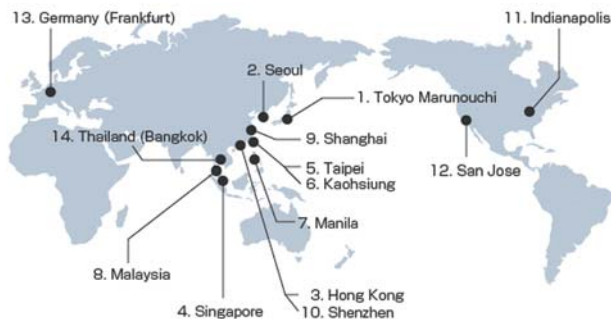 13. Germany (Frankfurt)
11. Indianapolis
2. Seoul
1. Tokyo Marunouchi
14. Thailand (Bangkok)
9. Shanghai
5. Taipei
12. San Jose
6. Kaohsiung
7. Manila
8. Malaysia
3. Hong Kong
4. Singapore
10. Shenzhen